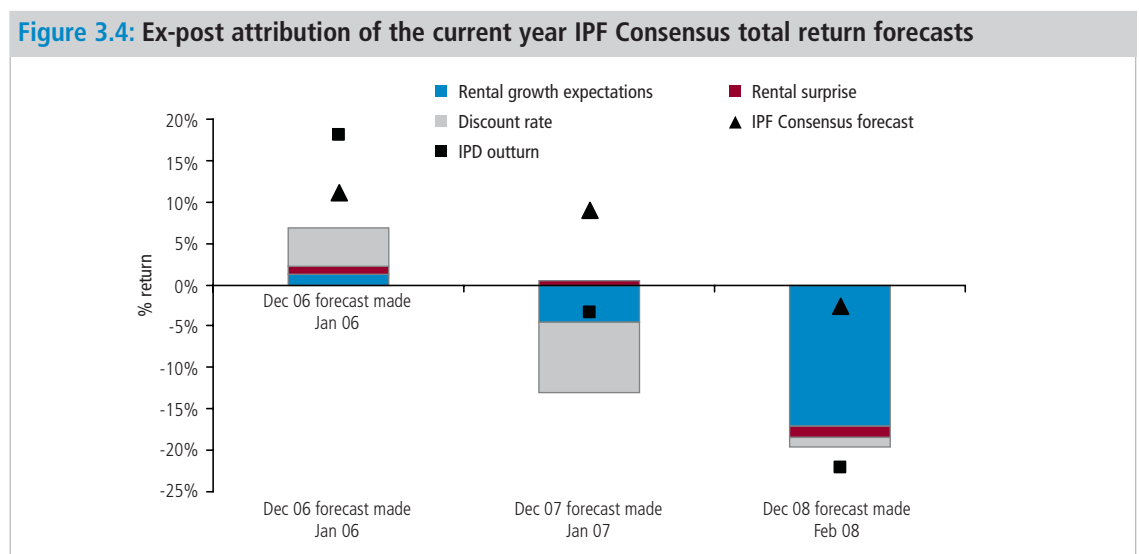 Figure 3.4: Ex-post attribution of the current year IPF Consensus total return forecasts
Rental growth expectations
Rental surprise
Discount rate
IPF Consensus forecast
IPD outturn
% return
20%
15%
10%
5%
0%
-5%
-10%
-15%
-20%
-25%
Dec 06 forecast made
Jan 06
Dec 06 forecast made
Jan 06
Dec 07 forecast made
Jan 07
Dec 08 forecast made
Feb 08